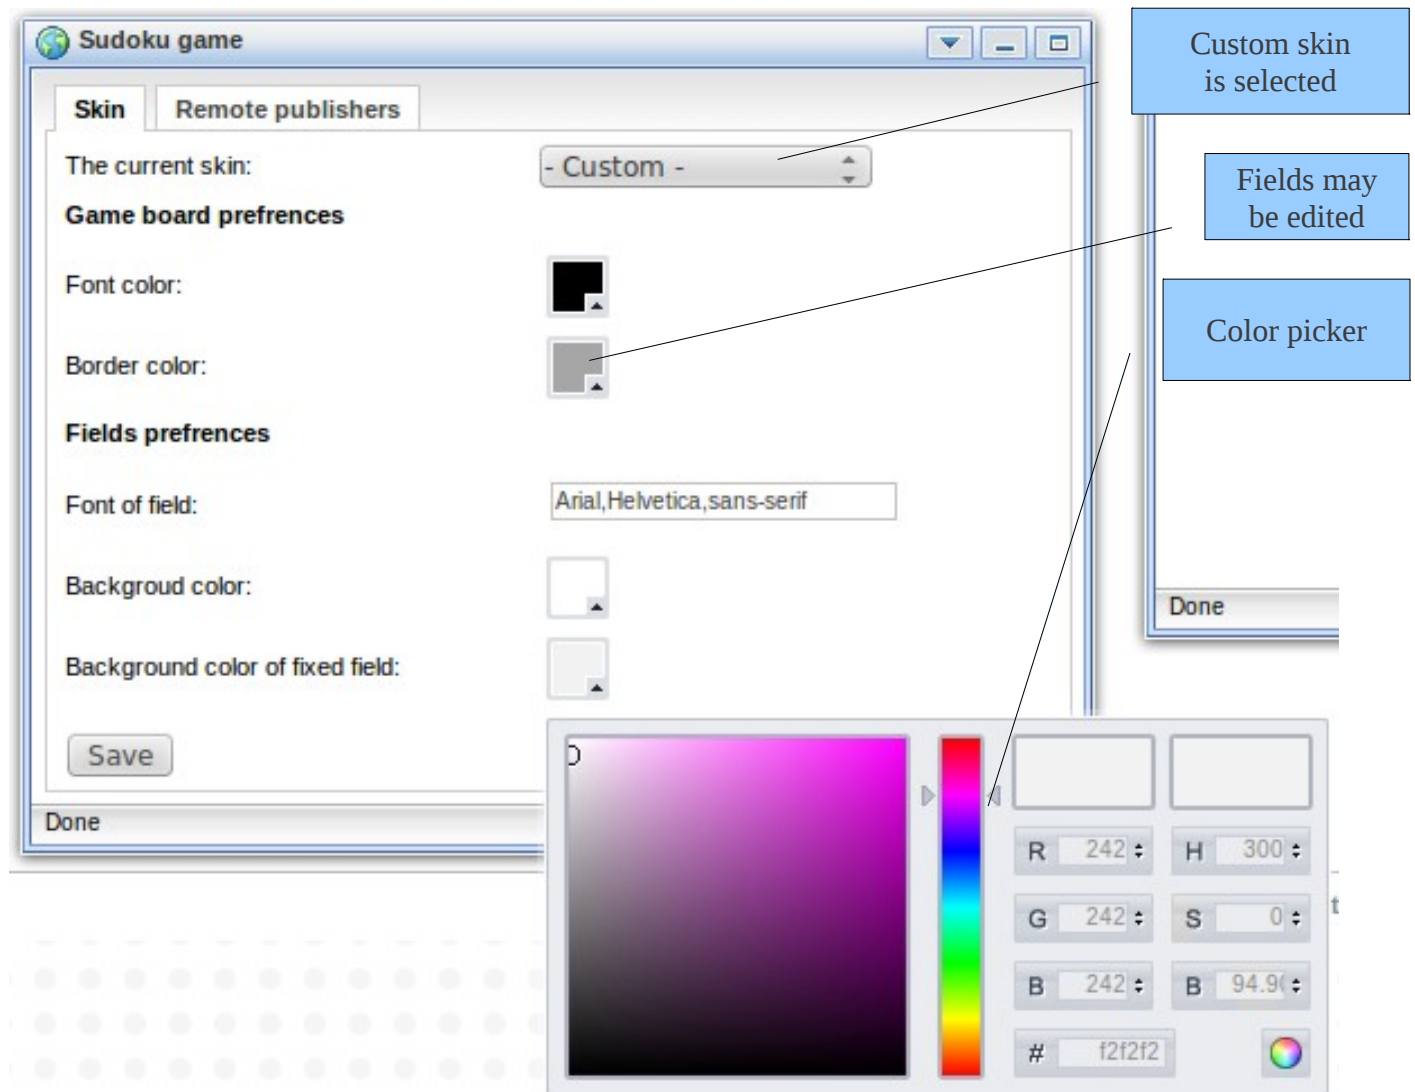 Sudoku game
Custom skin
is selected
Skin
Remote publishers
The current skin:
- Custom -
Fields may
be edited
Game board prefrences
Font color:
Color picker
Border color:
Fields prefrences
Font of field:
Arial,Helvetica,sans-serif
Backgroud color:
Done
Background color of fixed field:
Save
Done
R 242
H 300
G 242
S 0
B 242
B 94.9
# f2f2f2
t